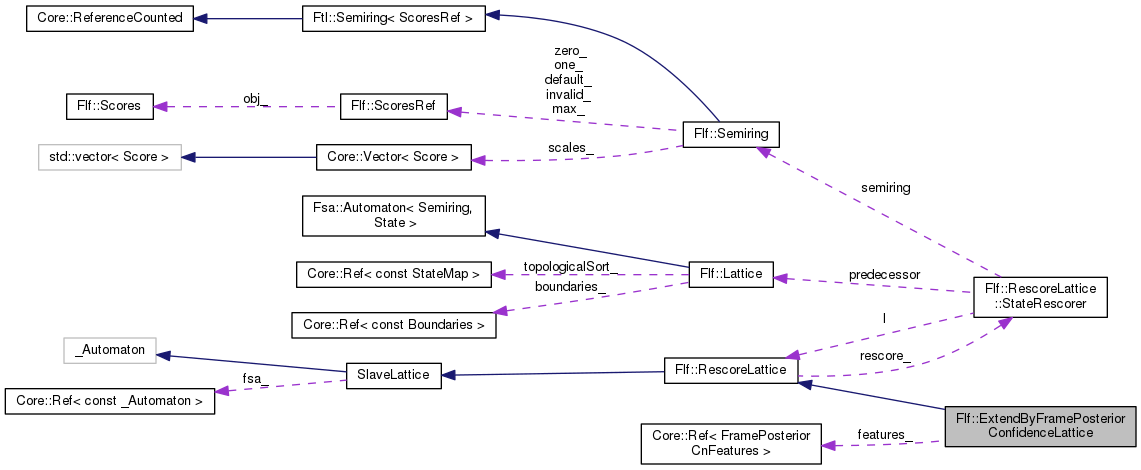 Core::ReferenceCounted
Ftl::Semiring< ScoresRef >
zero_
one_
default_
invalid_
max_
Flf::Scores
obj_
Flf::ScoresRef
Flf::Semiring
std::vector< Score >
Core::Vector< Score >
scales_
semiring
Fsa::Automaton< Semiring,
State >
Core::Ref< const StateMap >
topologicalSort_
Flf::Lattice
predecessor
Flf::RescoreLattice
::StateRescorer
boundaries_
Core::Ref< const Boundaries >
l
rescore_
_Automaton
SlaveLattice
Flf::RescoreLattice
fsa_
Core::Ref< const _Automaton >
Flf::ExtendByFramePosterior
ConfidenceLattice
Core::Ref< FramePosterior
CnFeatures >
features_